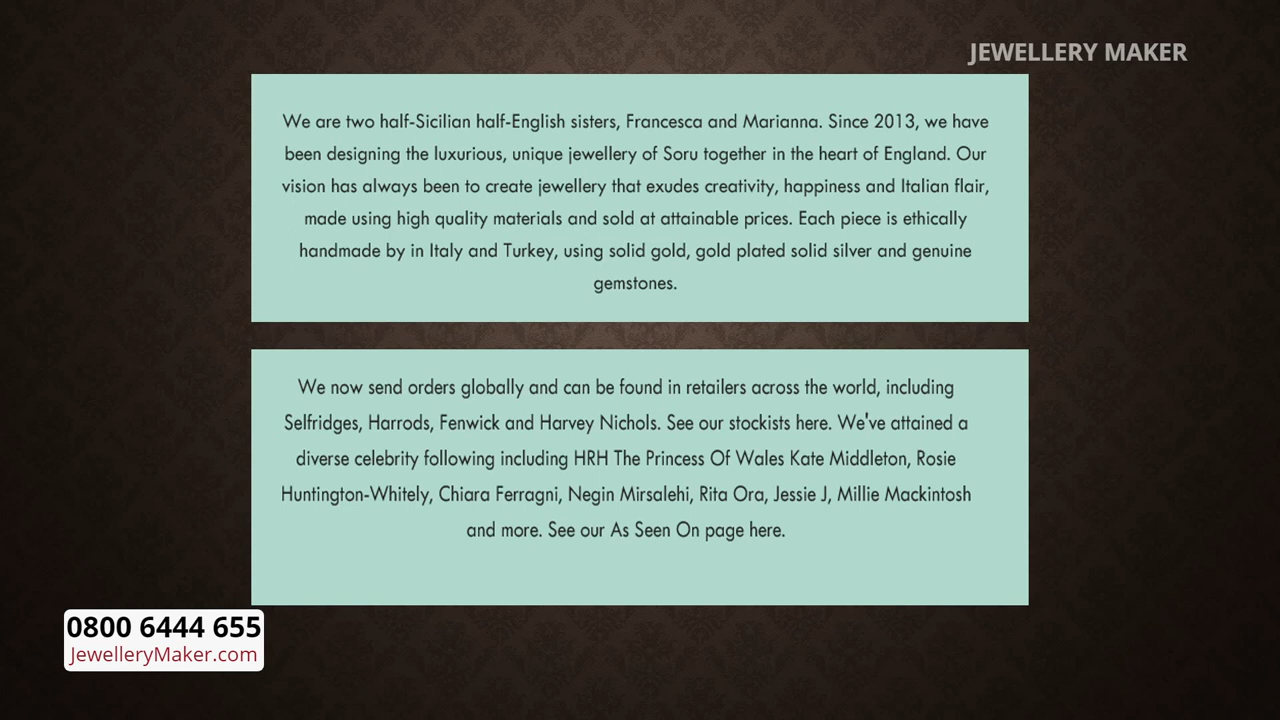 JEWELLERY MAKER
We are two half-Sicilian half-English sisters, Francesca and Marianna. Since 2013, we have
been designing the luxurious, unique jewellery of Soru together in the heart of England. Our
vision has always been to create jewellery that exudes creativity, happiness and Italian flair,
made using high quality materials and sold at attainable prices. Each piece is ethically
handmade by in Italy and Turkey, using solid gold, gold plated solid silver and genuine
gemstones.
We now send orders globally and can be found in retailers across the world, including
Selfridges, Harrods, Fenwick and Harvey Nichols. See our stockists here. We've attained a
diverse celebrity following including HRH The Princess Of Wales Kate Middleton, Rosie
Huntington-Whitely, Chiara Ferragni, Negin Mirsalehi, Rita Ora, Jessie J, Millie Mackintosh
and more. See our As Seen On page here.
0800 6444 655
JewelleryMaker.com